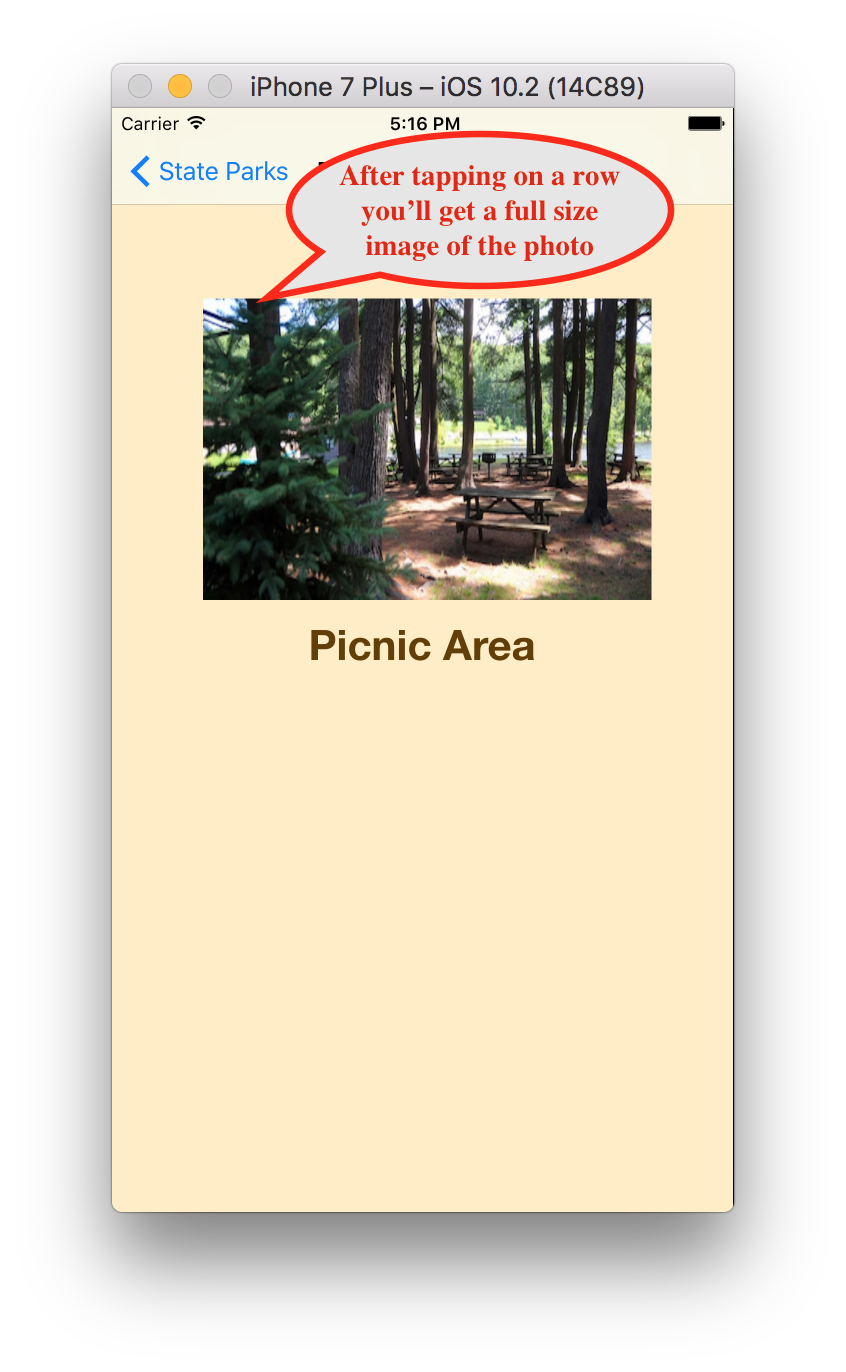 iPhone 7 Plus – iOS 10.2 (14C89)
Carrier 5:16 PM
State Parks
After tapping on a row
you’ll get a full size
image of the photo
Picnic Area